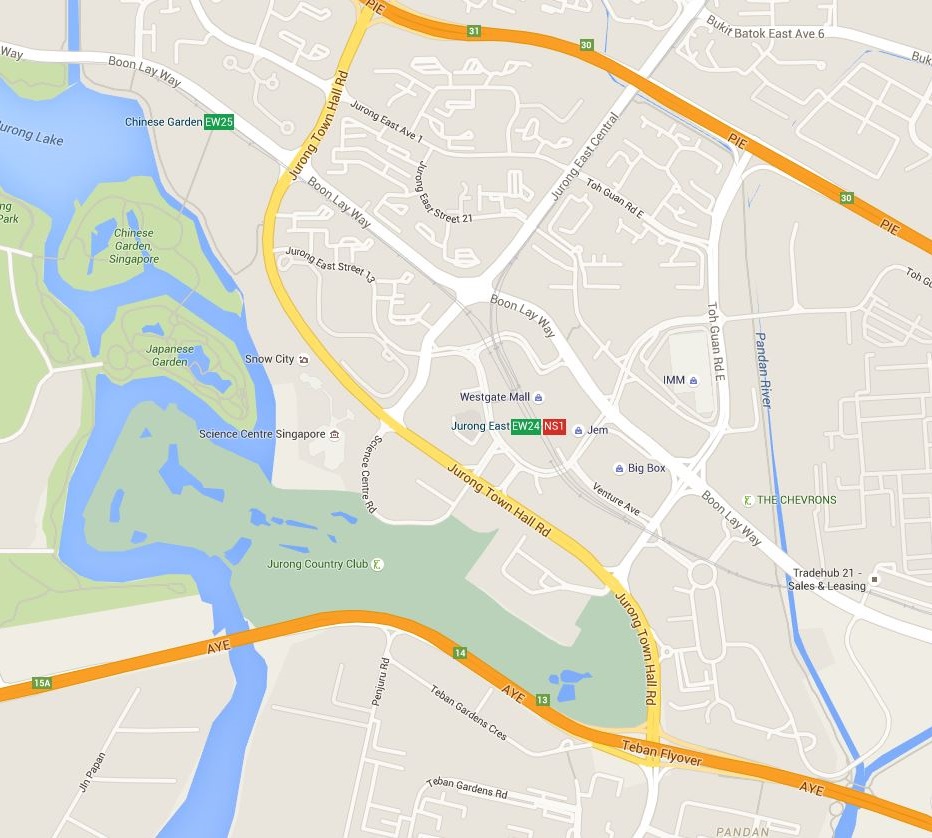 PIE
31
30
Bukit Batok East Ave 6
Way
Boon Lay Way
Jurong Town Hall Rd
Chinese Garden EW25
Jurong East Ave 1
Jurong East Central
PIE
Jurong Lake
Jurong East Street 21
Toh Guan Rd E
30
PIE
Park
Boon Lay Way
Chinese
Garden,
Singapore
Jurong East Street 13
Boon Lay Way
Toh Guan Rd E
Pandan River
Japanese
Garden
Snow City
IMM
Westgate Mall
Jurong East EW24 NS1
Jem
Science Centre Singapore
Science Centre Rd
Big Box
Jurong Town Hall Rd
Venture Ave
Boon Lay Way
THE CHEVRONS
Jurong Country Club
Tradehub 21 -
Sales & Leasing
Jurong Town Hall Rd
AYE
14
15A
Penjuru Rd
AYE
13
Teban Gardens Cres
Teban Flyover
Jln Papan
Teban Gardens Rd
AYE
PANDAN